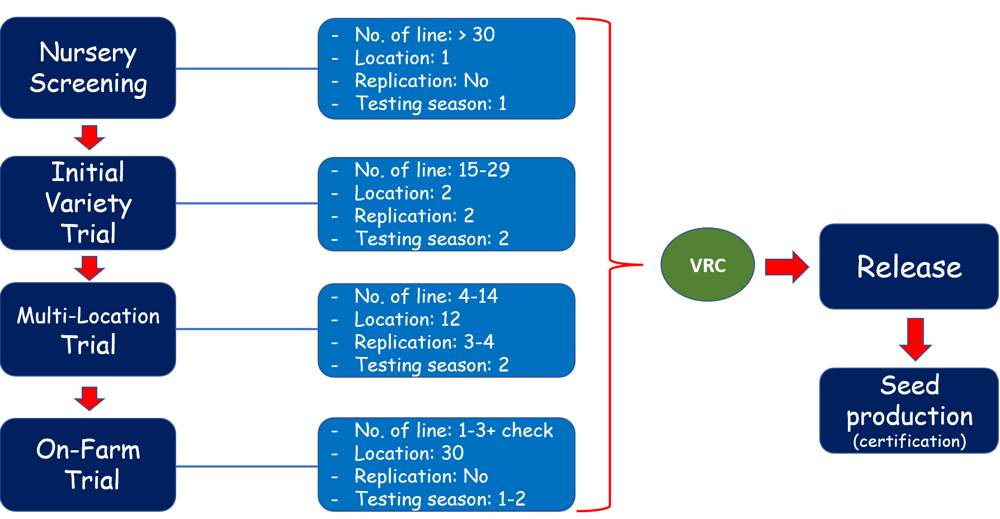 Nursery
Screening
- No. of line: > 30
- Location: 1
- Replication: No
- Testing season: 1
Initial
Variety
Trial
- No. of line: 15-29
- Location: 2
- Replication: 2
- Testing season: 2
Multi-Location
Trial
- No. of line: 4-14
- Location: 12
- Replication: 3-4
- Testing season: 2
On-Farm
Trial
- No. of line: 1-3+ check
- Location: 30
- Replication: No
- Testing season: 1-2
VRC
Release
Seed
production
(certification)